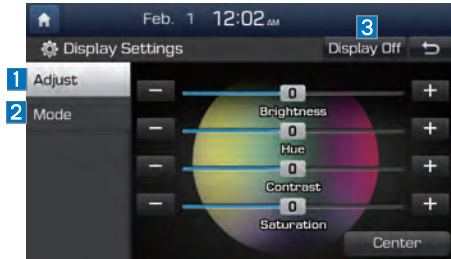 Feb. 1 12:02 AM
3
Display Settings Display Off
1 Adjust
− 0 +
Brightness
2 Mode
− 0 +
Hue
− 0 +
Contrast
− 0 +
Saturation
Center